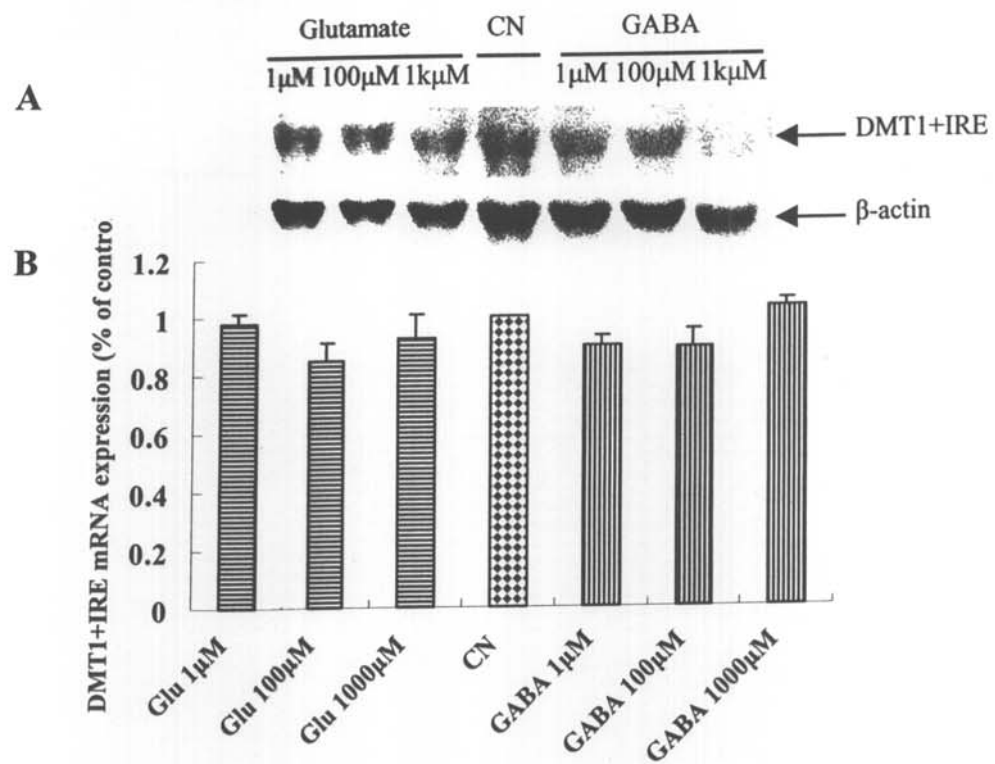 Glutamate CN GABA
1μM 100μM 1kμM 1μM 100μM 1kμM
A
DMT1+IRE
β-actin
B
DMT1+IRE mRNA expression (% of contro
1.2
1
0.8
0.6
0.4
0.2
0
Glu 1μM
Glu 100μM
Glu 1000μM
CN
GABA 1μM
GABA 100μM
GABA 1000μM